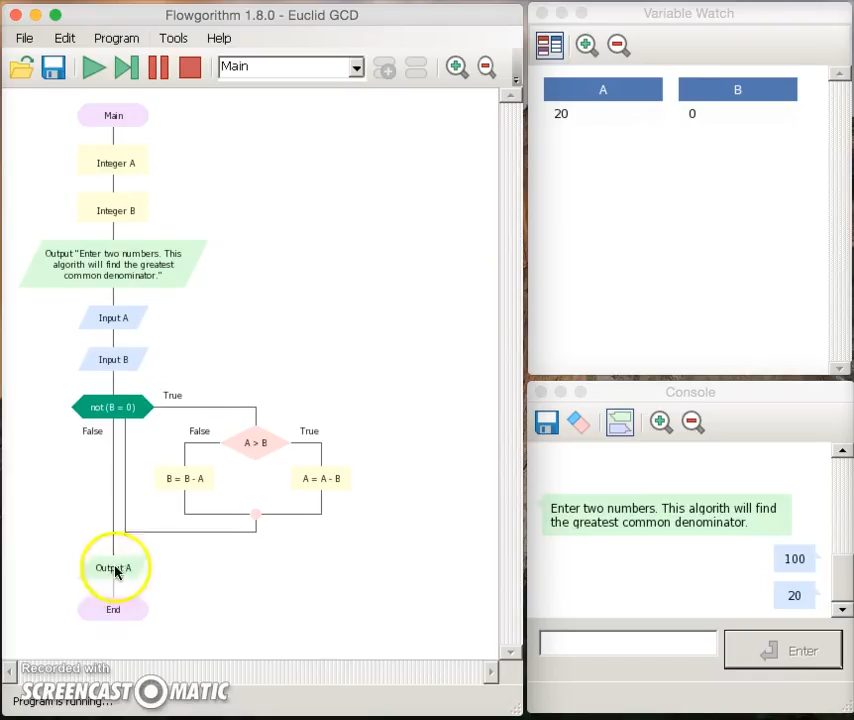 Flowgorithm 1.8.0 - Euclid GCD
File Edit Program Tools Help
Main
Main
Integer A
Integer B
Output "Enter two numbers. This
algorith will find the greatest
common denominator."
Input A
Input B
not (B = 0)
True
False
A > B
False
True
B = B - A
A = A - B
Output A
End
Recorded with
SCREENCAST MATIC
Program is running...
Variable Watch
A B
20 0
Console
Enter two numbers. This algorith will find
the greatest common denominator.
100
20
Enter